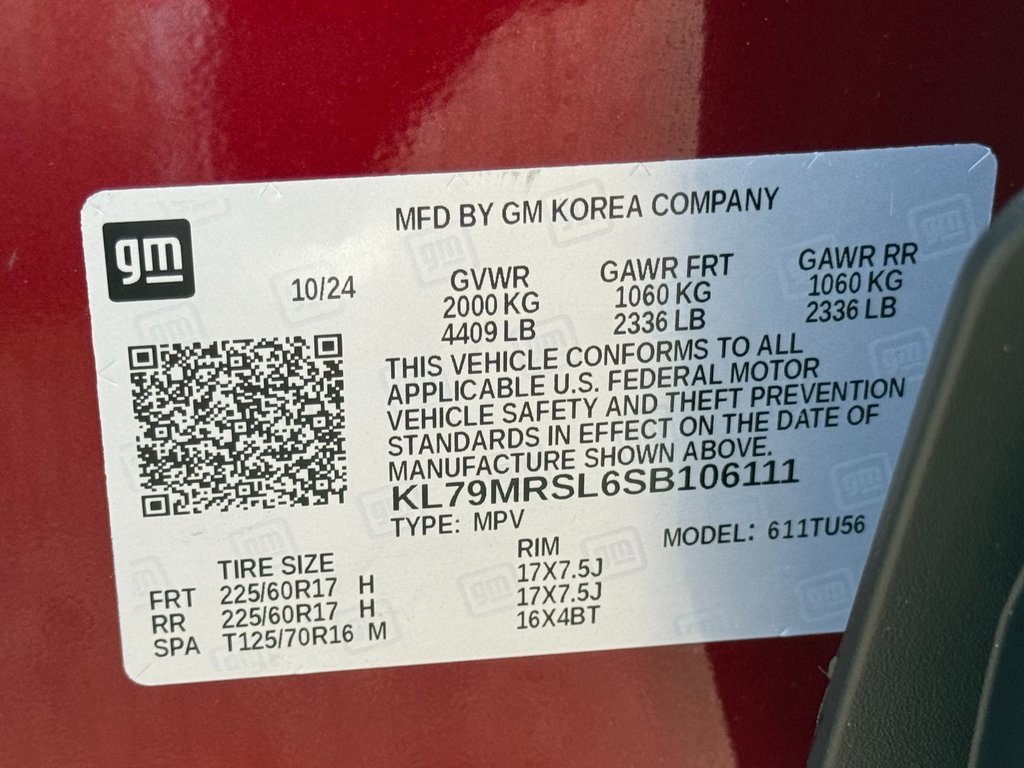 gm
MFD BY GM KOREA COMPANY
10/24
GVWR
2000 KG
4409 LB
GAWR FRT
1060 KG
2336 LB
GAWR RR
1060 KG
2336 LB
THIS VEHICLE CONFORMS TO ALL
APPLICABLE U.S. FEDERAL MOTOR
VEHICLE SAFETY AND THEFT PREVENTION
STANDARDS IN EFFECT ON THE DATE OF
MANUFACTURE SHOWN ABOVE.
KL79MRSL6SB106111
TYPE: MPV MODEL: 611TU56
TIRE SIZE RIM
FRT 225/60R17 H 17X7.5J
RR 225/60R17 H 17X7.5J
SPA T125/70R16 M 16X4BT